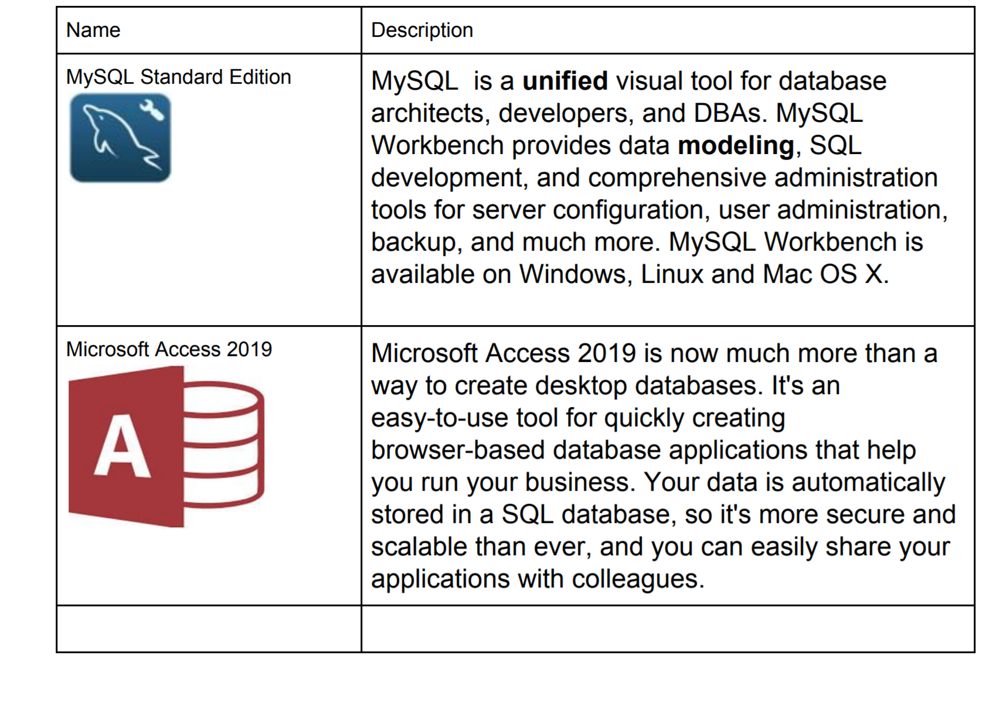 Name
Description
MySQL Standard Edition
MySQL  is a unified visual tool for database
architects, developers, and DBAs. MySQL
Workbench provides data modeling, SQL
development, and comprehensive administration
tools for server configuration, user administration,
backup, and much more. MySQL Workbench is
available on Windows, Linux and Mac OS X.
Microsoft Access 2019
A
Microsoft Access 2019 is now much more than a
way to create desktop databases. It's an
easy-to-use tool for quickly creating
browser-based database applications that help
you run your business. Your data is automatically
stored in a SQL database, so it's more secure and
scalable than ever, and you can easily share your
applications with colleagues.